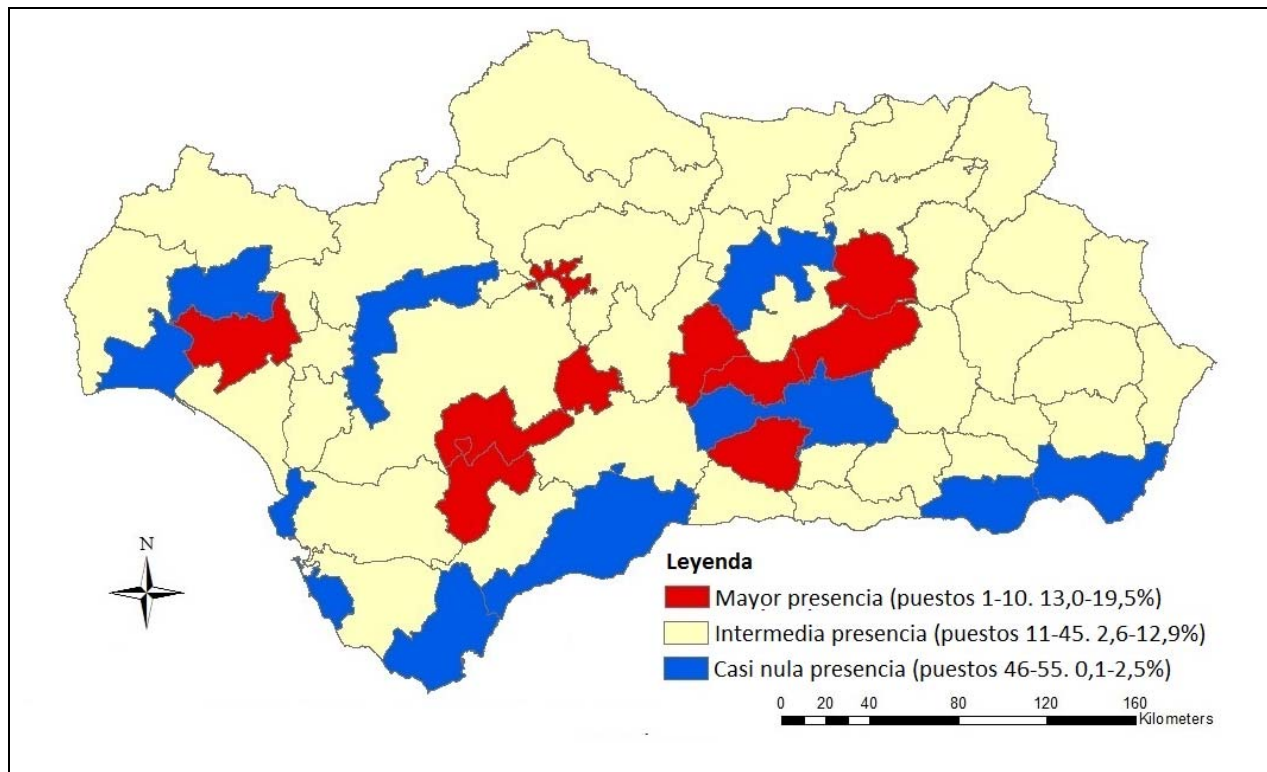 N
Leyenda
Mayor presencia (puestos 1-10. 13,0-19,5%)
Intermedia presencia (puestos 11-45. 2,6-12,9%)
Casi nula presencia (puestos 46-55. 0,1-2,5%)
0 20 40 80 120 160
Kilometers